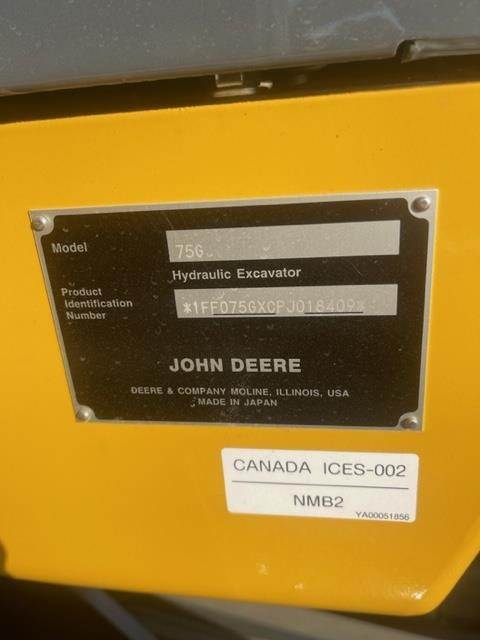 Model 75G
Hydraulic Excavator
Product
Identification
Number *1FF075GXCPJ018409*
JOHN DEERE
DEERE & COMPANY MOLINE, ILLINOIS, USA
MADE IN JAPAN
CANADA ICES-002
NMB2
YA00051856